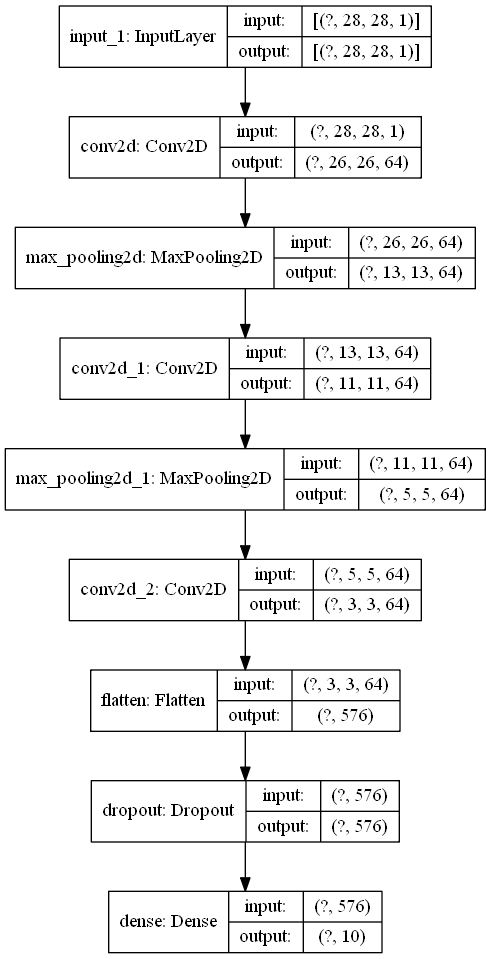 input_1: InputLayer
input:
[(?, 28, 28, 1)]
output:
[(?, 28, 28, 1)]
conv2d: Conv2D
input:
(?, 28, 28, 1)
output:
(?, 26, 26, 64)
max_pooling2d: MaxPooling2D
input:
(?, 26, 26, 64)
output:
(?, 13, 13, 64)
conv2d_1: Conv2D
input:
(?, 13, 13, 64)
output:
(?, 11, 11, 64)
max_pooling2d_1: MaxPooling2D
input:
(?, 11, 11, 64)
output:
(?, 5, 5, 64)
conv2d_2: Conv2D
input:
(?, 5, 5, 64)
output:
(?, 3, 3, 64)
flatten: Flatten
input:
(?, 3, 3, 64)
output:
(?, 576)
dropout: Dropout
input:
(?, 576)
output:
(?, 576)
dense: Dense
input:
(?, 576)
output:
(?, 10)